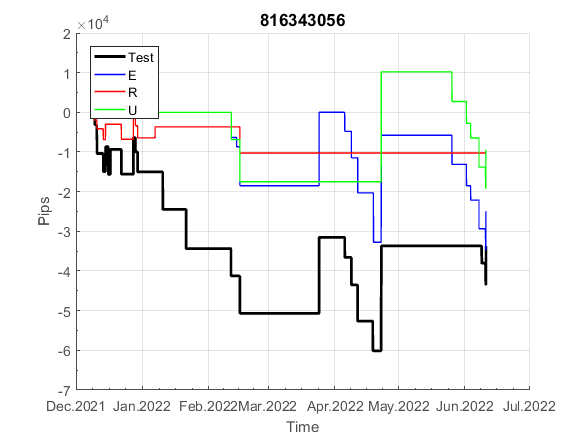 816343056
×10⁴
2
1
0
-1
-2
-3
-4
-5
-6
-7
Pips
Test
E
R
U
Dec.2021 Jan.2022 Feb.2022 Mar.2022 Apr.2022 May.2022 Jun.2022 Jul.2022
Time